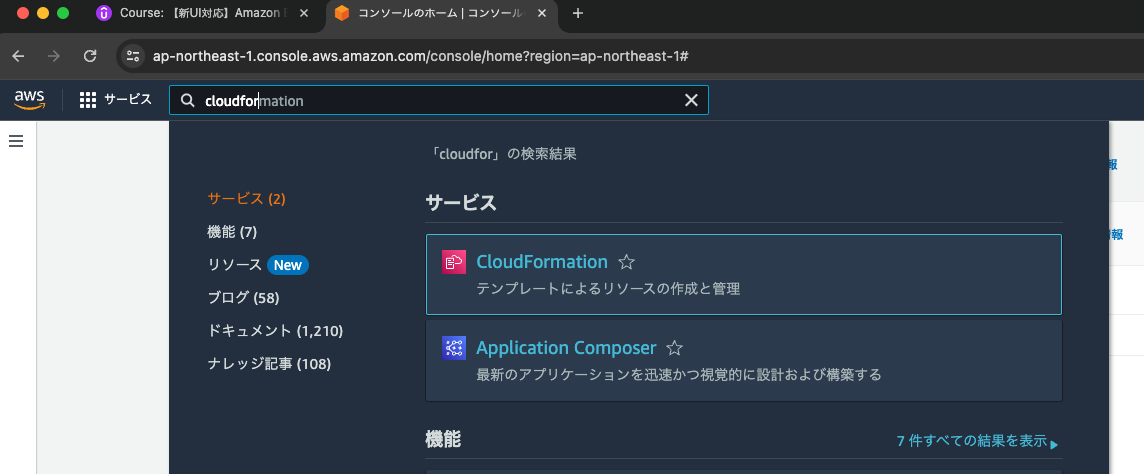 Course: 【新UI対応】Amazon E
コンソールのホーム | コンソール
ap-northeast-1.console.aws.amazon.com/console/home?region=ap-northeast-1#
aws
サービス
cloudformation
「cloudfor」の検索結果
サービス (2)
機能 (7)
リソース New
ブログ (58)
ドキュメント (1,210)
ナレッジ記事 (108)
サービス
CloudFormation
テンプレートによるリソースの作成と管理
Application Composer
最新のアプリケーションを迅速かつ視覚的に設計および構築する
機能
7 件すべての結果を表示
報
情報